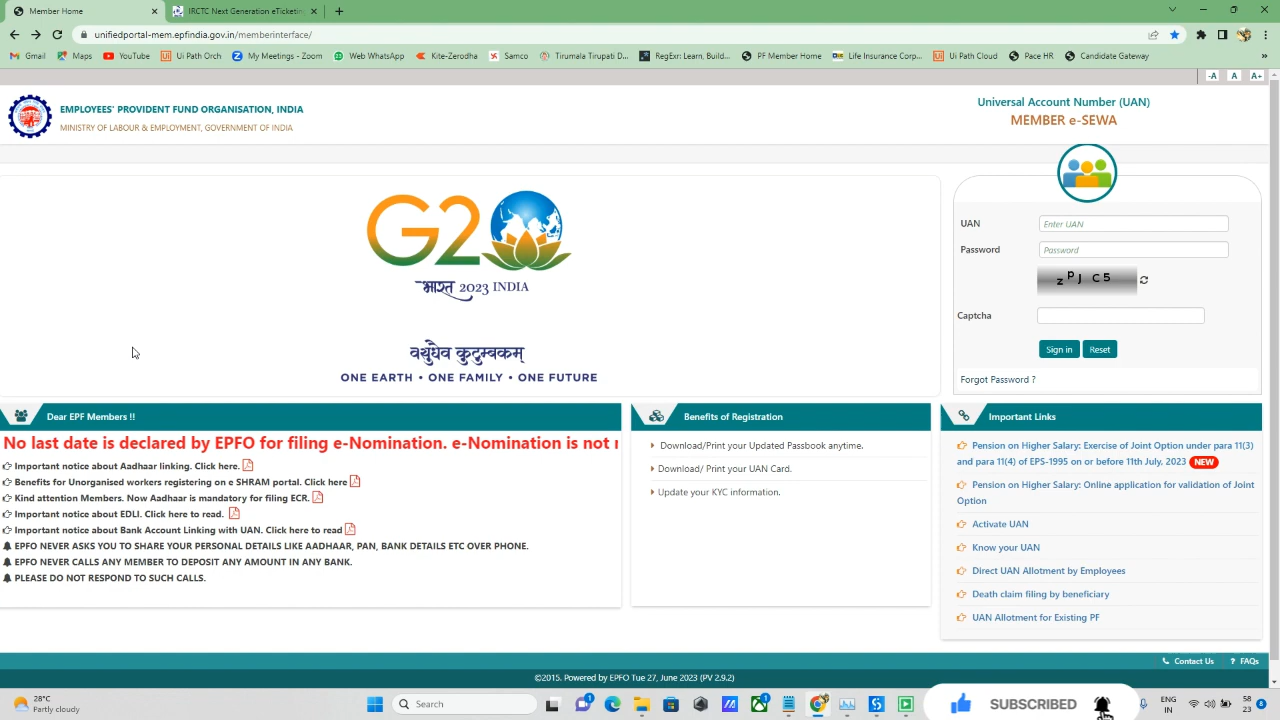 Member Home
IRCTC Next Generation eTicketing
unifiedportal-mem.epfindia.gov.in/memberinterface/
Gmail
Maps
YouTube
Ui Path Orch
My Meetings - Zoom
Web WhatsApp
Kite-Zerodha
Samco
Tirumala Tirupati D...
RegExr: Learn, Build...
PF Member Home
Life Insurance Corp...
Ui Path Cloud
Pace HR
Candidate Gateway
-A A A+
EMPLOYEES' PROVIDENT FUND ORGANISATION, INDIA
MINISTRY OF LABOUR & EMPLOYMENT, GOVERNMENT OF INDIA
Universal Account Number (UAN)
MEMBER e-SEWA
G20
भारत 2023 INDIA
वसुधैव कुटुम्बकम्
ONE EARTH • ONE FAMILY • ONE FUTURE
UAN
Enter UAN
Password
Password
z p J C 5
Captcha
Sign in
Reset
Forgot Password ?
Dear EPF Members !!
No last date is declared by EPFO for filing e-Nomination. e-Nomination is not
Important notice about Aadhaar linking. Click here.
Benefits for Unorganised workers registering on e SHRAM portal. Click here
Kind attention Members. Now Aadhar is mandatory for filing ECR.
Important notice about EDLI. Click here to read.
Important notice about Bank Account Linking with UAN. Click here to read
EPFO NEVER ASKS YOU TO SHARE YOUR PERSONAL DETAILS LIKE AADHAAR, PAN, BANK DETAILS ETC OVER PHONE.
EPFO NEVER CALLS ANY MEMBER TO DEPOSIT ANY AMOUNT IN ANY BANK.
PLEASE DO NOT RESPOND TO SUCH CALLS.
Benefits of Registration
Download/Print your Updated Passbook anytime.
Download/ Print your UAN Card.
Update your KYC information.
Important Links
Pension on Higher Salary: Exercise of Joint Option under para 11(3)
and para 11(4) of EPS-1995 on or before 11th July, 2023 NEW
Pension on Higher Salary: Online application for validation of Joint
Option
Activate UAN
Know your UAN
Direct UAN Allotment by Employees
Death claim filing by beneficiary
UAN Allotment for Existing PF
Contact Us
? FAQs
©2015. Powered by EPFO Tue 27, June 2023 (PV 2.9.2)
28°C
Partly cloudy
Search
SUBSCRIBED
ENG
IN
58
23